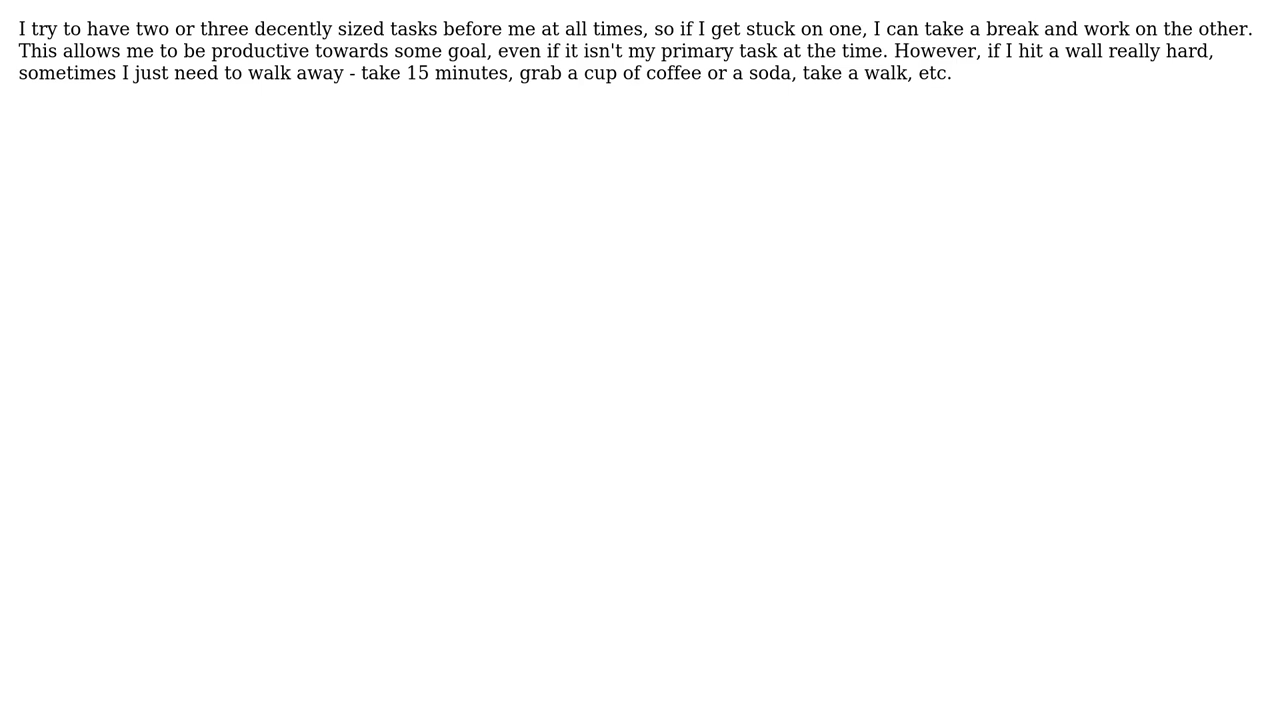 I try to have two or three decently sized tasks before me at all times, so if I get stuck on one, I can take a break and work on the other.
This allows me to be productive towards some goal, even if it isn't my primary task at the time. However, if I hit a wall really hard,
sometimes I just need to walk away - take 15 minutes, grab a cup of coffee or a soda, take a walk, etc.